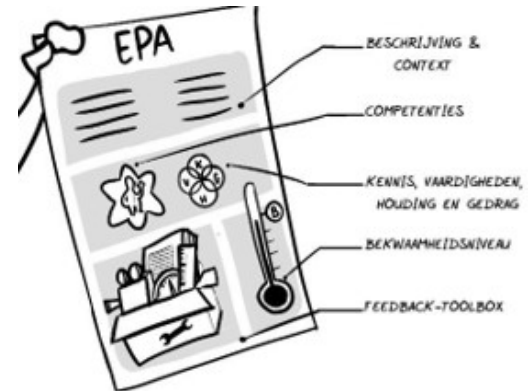 EPA
BESCHRIJVING &
CONTEXT
COMPETENTIES
KENNIS, VAARDIGHEDEN,
HOUDING EN GEDRAG
BEKWAAMHEIDSNIVEAU
FEEDBACK-TOOLBOX
K
V
G
H
B